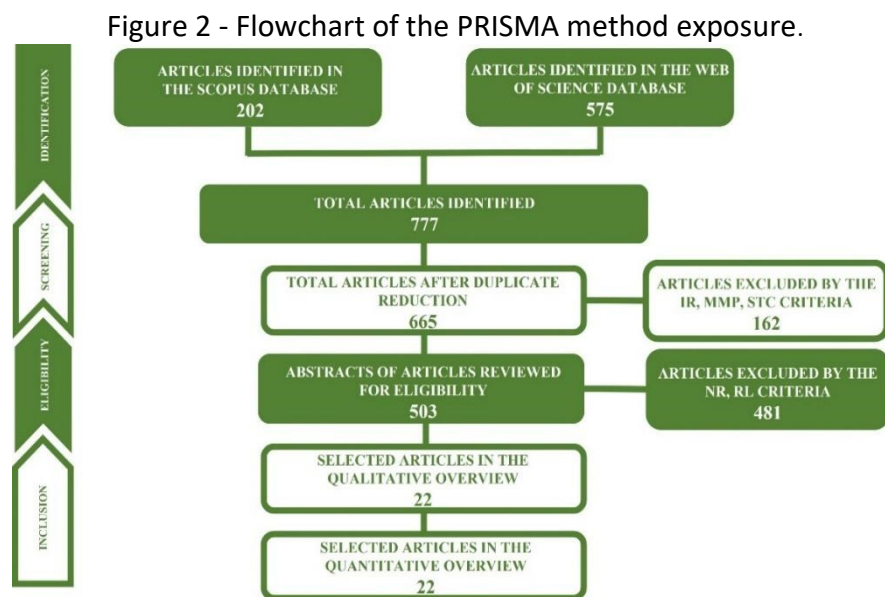 Figure 2 - Flowchart of the PRISMA method exposure.
IDENTIFICATION
ARTICLES IDENTIFIED IN
THE SCOPUS DATABASE
202
ARTICLES IDENTIFIED IN THE WEB
OF SCIENCE DATABASE
575
TOTAL ARTICLES IDENTIFIED
777
SCREENING
TOTAL ARTICLES AFTER DUPLICATE
REDUCTION
665
ARTICLES EXCLUDED BY THE
IR, MMP, STC CRITERIA
162
ELIGIBILITY
ABSTRACTS OF ARTICLES REVIEWED
FOR ELIGIBILITY
503
ARTICLES EXCLUDED BY THE
NR, RL CRITERIA
481
INCLUSION
SELECTED ARTICLES IN THE
QUALITATIVE OVERVIEW
22
SELECTED ARTICLES IN THE
QUANTITATIVE OVERVIEW
22